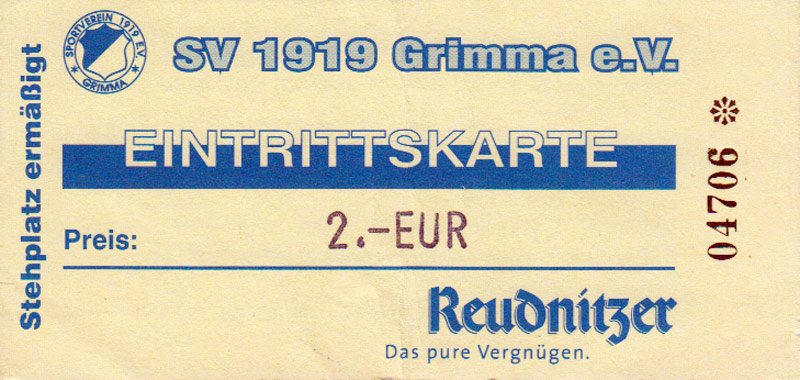 Stehplatz ermäßigt
SPORTVEREIN 1919 E.V.
GRIMMA
SV 1919 Grimma e.V.
EINTRITTSKARTE
Preis: 2.-EUR
Reudnitzer
Das pure Vergnügen.
04706 *